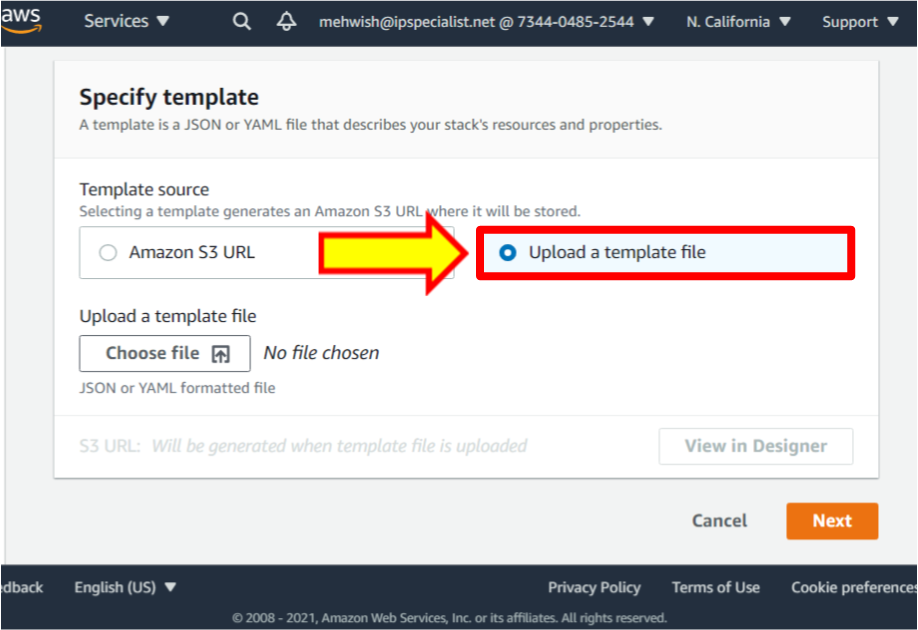 aws Services ▼ mehwish@ipspecialist.net @ 7344-0485-2544 ▼ N. California ▼ Support ▼
Specify template
A template is a JSON or YAML file that describes your stack's resources and properties.
Template source
Selecting a template generates an Amazon S3 URL where it will be stored.
Amazon S3 URL Upload a template file
Upload a template file
Choose file No file chosen
JSON or YAML formatted file
S3 URL: Will be generated when template file is uploaded View in Designer
Cancel Next
edback English (US) ▼ Privacy Policy Terms of Use Cookie preferences
© 2008 - 2021, Amazon Web Services, Inc. or its affiliates. All rights reserved.